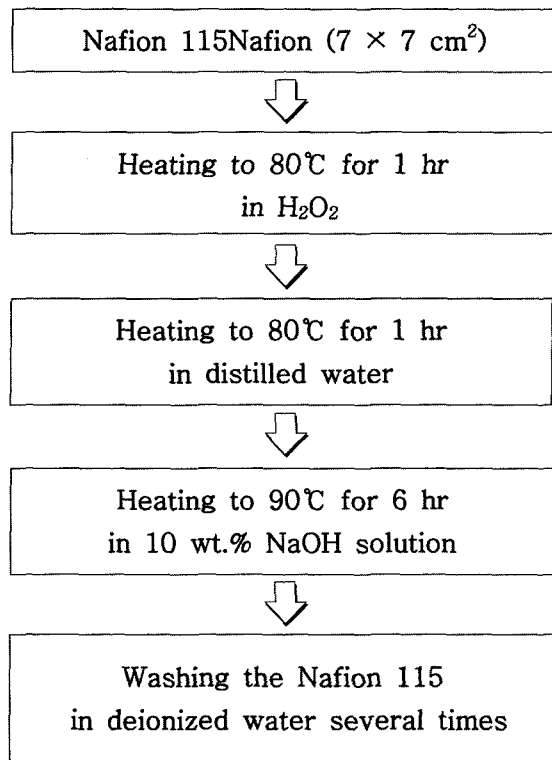 Nafion 115Nafion (7 × 7 cm²)
Heating to 80℃ for 1 hr
in H₂O₂
Heating to 80℃ for 1 hr
in distilled water
Heating to 90℃ for 6 hr
in 10 wt.% NaOH solution
Washing the Nafion 115
in deionized water several times